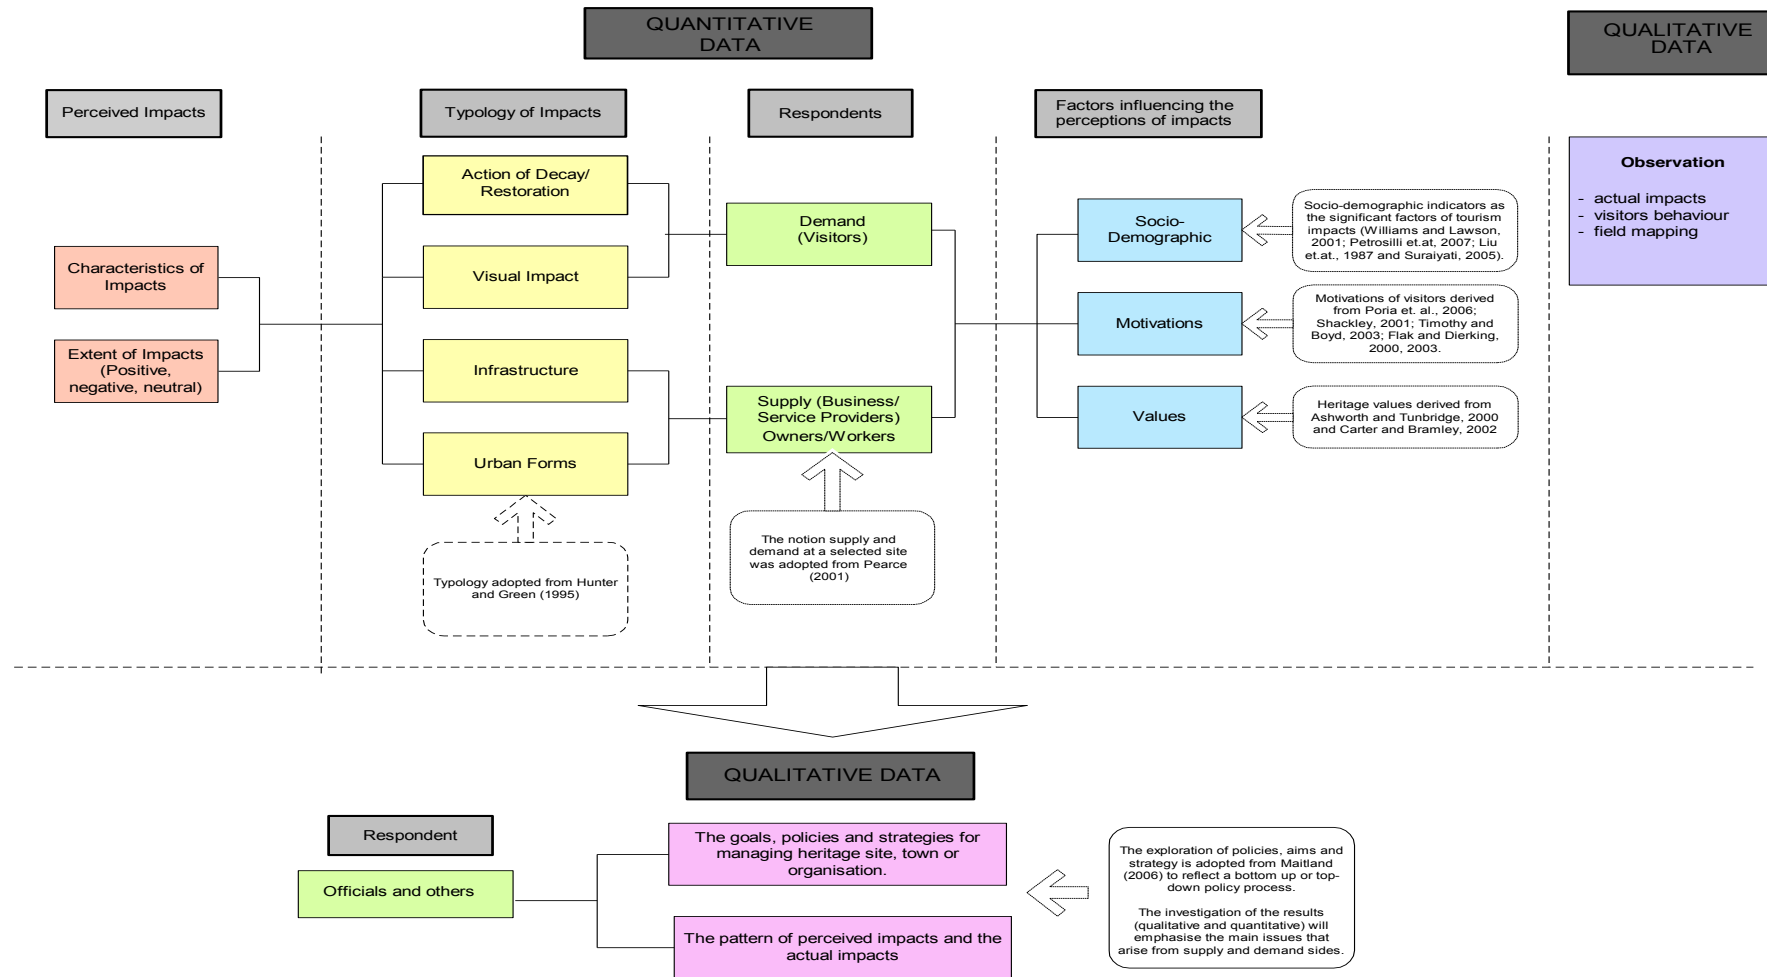 QUANTITATIVE
DATA
QUALITATIVE
DATA
Perceived Impacts
Typology of Impacts
Respondents
Factors influencing the
perceptions of impacts
Characteristics of
Impacts
Extent of Impacts
(Positive,
negative, neutral)
Action of Decay/
Restoration
Visual Impact
Infrastructure
Urban Forms
Typology adopted from Hunter
and Green (1995)
Demand
(Visitors)
Supply (Business/
Service Providers)
Owners/Workers
The notion supply and
demand at a selected site
was adopted from Pearce
(2001)
Socio-
Demographic
Motivations
Values
Socio-demographic indicators as
the significant factors of tourism
impacts (Williams and Lawson,
2001; Petrosilli et.at, 2007; Liu
et.at., 1987 and Suraiyati, 2005).
Motivations of visitors derived
from Poria et. al., 2006;
Shackley, 2001; Timothy and
Boyd, 2003; Flak and Dierking,
2000, 2003.
Heritage values derived from
Ashworth and Tunbridge, 2000
and Carter and Bramley, 2002
Observation
- actual impacts
- visitors behaviour
- field mapping
QUALITATIVE DATA
Respondent
Officials and others
The goals, policies and strategies for
managing heritage site, town or
organisation.
The pattern of perceived impacts and the
actual impacts
The exploration of policies, aims and
strategy is adopted from Maitland
(2006) to reflect a bottom up or top-
down policy process.
The investigation of the results
(qualitative and quantitative) will
emphasise the main issues that
arise from supply and demand sides.